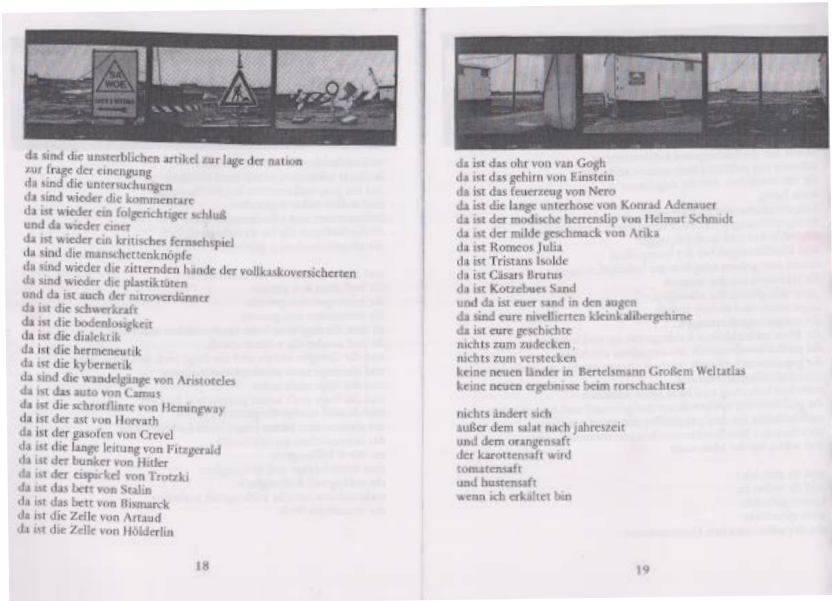 SA
WOE
da sind die unsterblichen artikel zur lage der nation
zur frage der einengung
da sind die untersuchungen
da sind wieder die kommentare
da ist wieder ein folgerichtiger schluß
und da wieder einer
da ist wieder ein kritisches fernsehspiel
da sind die manschettenknöpfe
da sind wieder die zitternden hände der vollkaskoversicherten
da sind wieder die plastiktüten
und da ist auch der nitroverdünner
da ist die schwerkraft
da ist die bodenlosigkeit
da ist die dialektik
da ist die hermeneutik
da ist die kybernetik
da sind die wandelgänge von Aristoteles
da ist das auto von Camus
da ist die schrotflinte von Hemingway
da ist der ast von Horvath
da ist der gasofen von Crevel
da ist die lange leitung von Fitzgerald
da ist der bunker von Hitler
da ist der eispickel von Trotzki
da ist das bett von Stalin
da ist das bett von Bismarck
da ist die Zelle von Artaud
da ist die Zelle von Hölderlin
18
da ist das ohr von van Gogh
da ist das gehirn von Einstein
da ist das feuerzeug von Nero
da ist die lange unterhose von Konrad Adenauer
da ist der modische herrenslip von Helmut Schmidt
da ist der milde geschmack von Atika
da ist Romeos Julia
da ist Tristans Isolde
da ist Cäsars Brutus
da ist Kotzebues Sand
und da ist euer sand in den augen
da sind eure nivellierten kleinkalibergehirne
da ist eure geschichte
nichts zum zudecken
nichts zum verstecken
keine neuen länder in Bertelsmann Großem Weltatlas
keine neuen ergebnisse beim rorschachtest
nichts ändert sich
außer dem salat nach jahreszeit
und dem orangensaft
der karottensaft wird
tomatensaft
und hustensaft
wenn ich erkältet bin
19